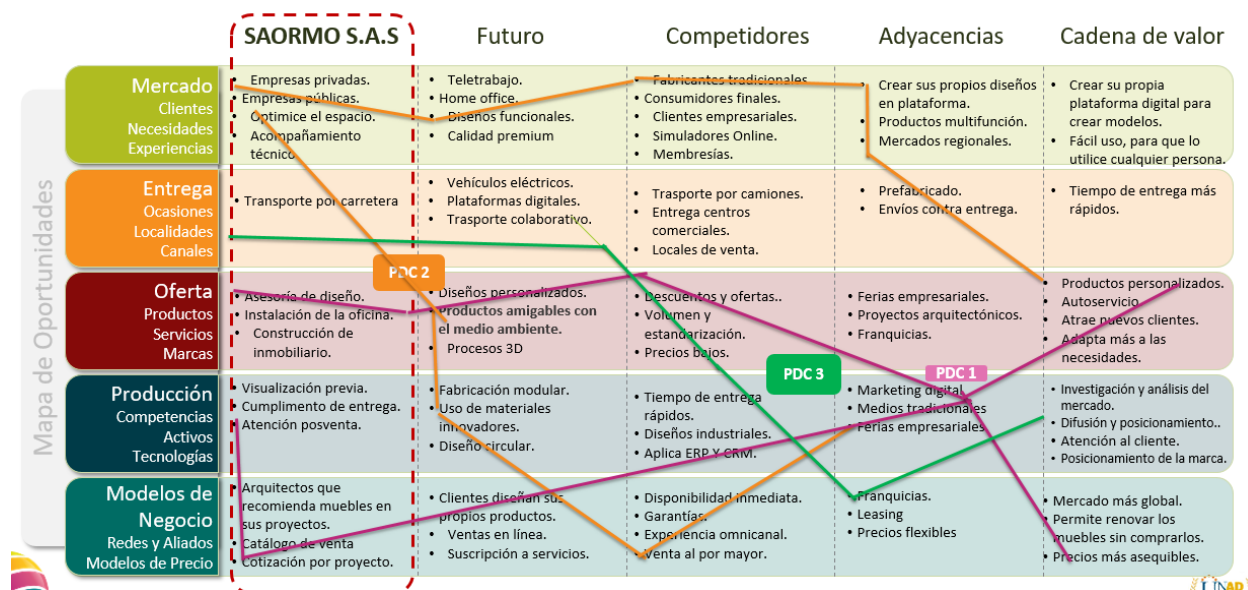 SAORMO S.A.S
Futuro
Competidores
Adyacencias
Cadena de valor
Mapa de Oportunidades
Mercado
Clientes
Necesidades
Experiencias
• Empresas privadas.
• Empresas públicas.
• Optimice el espacio.
• Acompañamiento
técnico
• Teletrabajo.
• Home office.
• Diseños funcionales.
• Calidad premium
• Fabricantes tradicionales
• Consumidores finales.
• Clientes empresariales.
• Simuladores Online.
• Membresías.
• Crear sus propios diseños
en plataforma.
• Productos multifunción.
• Mercados regionales.
• Crear su propia
plataforma digital para
crear modelos.
• Fácil uso, para que lo
utilice cualquier persona.
Entrega
Ocasiones
Localidades
Canales
• Transporte por carretera
• Vehículos eléctricos.
• Plataformas digitales.
• Trasporte colaborativo.
• Trasporte por camiones.
• Entrega centros
comerciales.
• Locales de venta.
• Prefabricado.
• Envíos contra entrega.
• Tiempo de entrega más
rápidos.
PDC 2
Oferta
Productos
Servicios
Marcas
• Asesoría de diseño.
• Instalación de la oficina.
• Construcción de
inmobiliario.
• Diseños personalizados.
• Productos amigables con
el medio ambiente.
• Procesos 3D
• Descuentos y ofertas..
• Volumen y
estandarización.
• Precios bajos.
• Ferias empresariales.
• Proyectos arquitectónicos.
• Franquicias.
• Productos personalizados.
• Autoservicio
• Atrae nuevos clientes.
• Adapta más a las
necesidades.
PDC 3
PDC 1
Producción
Competencias
Activos
Tecnologías
• Visualización previa.
• Cumplimento de entrega.
• Atención posventa.
• Fabricación modular.
• Uso de materiales
innovadores.
• Diseño circular.
• Tiempo de entrega
rápidos.
• Diseños industriales.
• Aplica ERP Y CRM.
• Marketing digital
• Medios tradicionales
• Ferias empresariales
• Investigación y análisis del
mercado.
• Difusión y posicionamiento..
• Atención al cliente.
• Posicionamiento de la marca.
Modelos de
Negocio
Redes y Aliados
Modelos de Precio
• Arquitectos que
recomienda muebles en
sus proyectos.
• Catálogo de venta
• Cotización por proyecto.
• Clientes diseñan sus
propios productos.
• Ventas en línea.
• Suscripción a servicios.
• Disponibilidad inmediata.
• Garantías.
• Experiencia omnicanal.
• Venta al por mayor.
• Franquicias.
• Leasing
• Precios flexibles
• Mercado más global.
• Permite renovar los
muebles sin comprarlos.
• Precios más asequibles.
UNAD